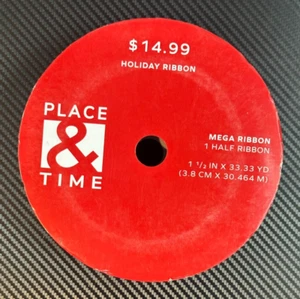 $14.99
HOLIDAY RIBBON
PLACE
&
TIME
MEGA RIBBON
1 HALF RIBBON
1 1/2 IN X 33.33 YD
(3.8 CM X 30.464 M)